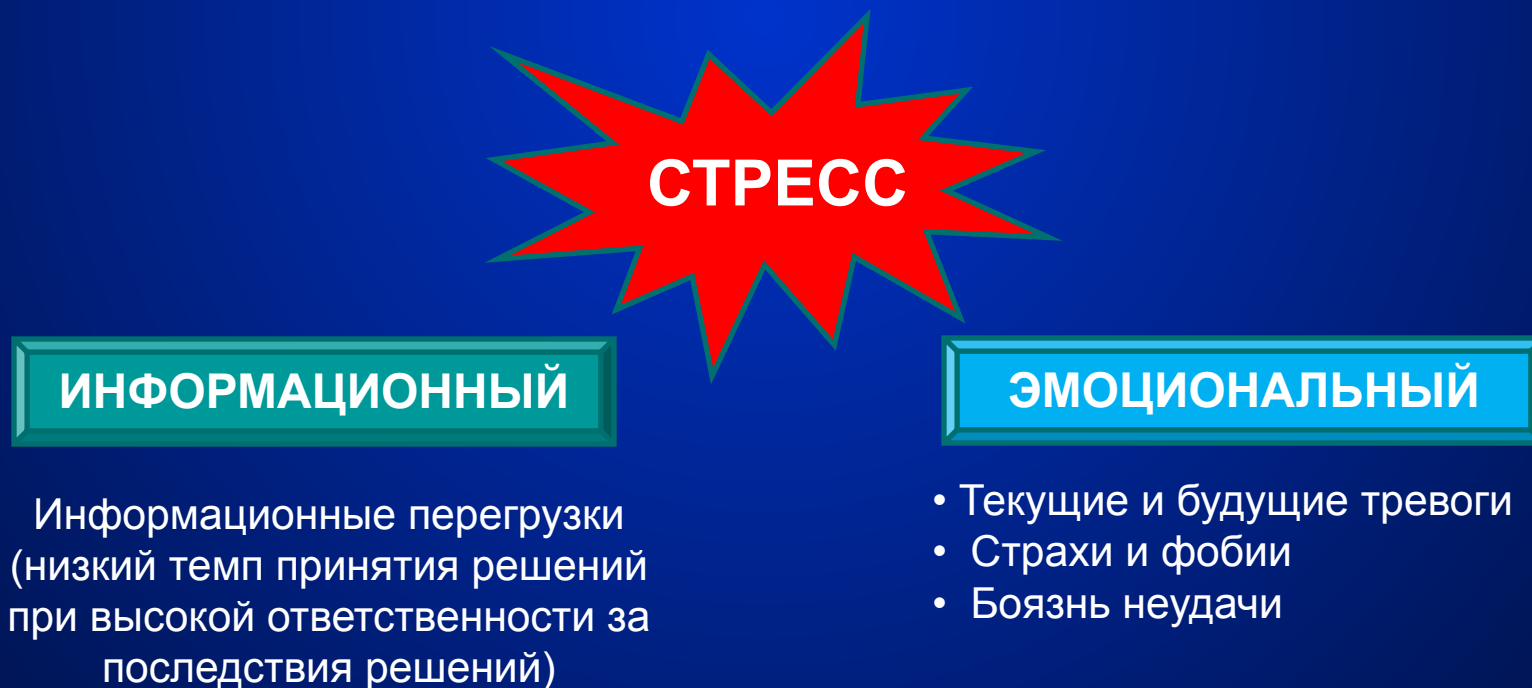 СТРЕСС
ИНФОРМАЦИОННЫЙ
Информационные перегрузки
(низкий темп принятия решений
при высокой ответственности за
последствия решений)
ЭМОЦИОНАЛЬНЫЙ
• Текущие и будущие тревоги
• Страхи и фобии
• Боязнь неудачи